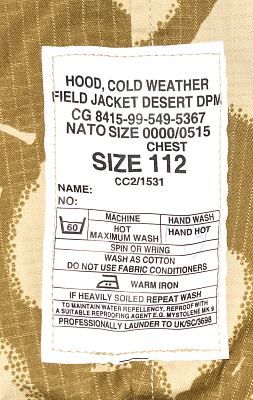 HOOD, COLD WEATHER
FIELD JACKET DESERT DPM
CG 8415-99-549-5367
NATO SIZE 0000/0515
CHEST
SIZE 112
CC2/1531
NAME:
NO:
MACHINE HAND WASH
60 HOT MAXIMUM WASH HAND HOT
SPIN OR WRING
WASH AS COTTON
DO NOT USE FABRIC CONDITIONERS
WARM IRON
IF HEAVILY SOILED REPEAT WASH
TO MAINTAIN WATER REPELLENCY, REPROOF WITH
A SUITABLE REPROOFING AGENT E.G. MYSTOLENE MK 9
PROFESSIONALLY LAUNDER TO UK/SC/3698